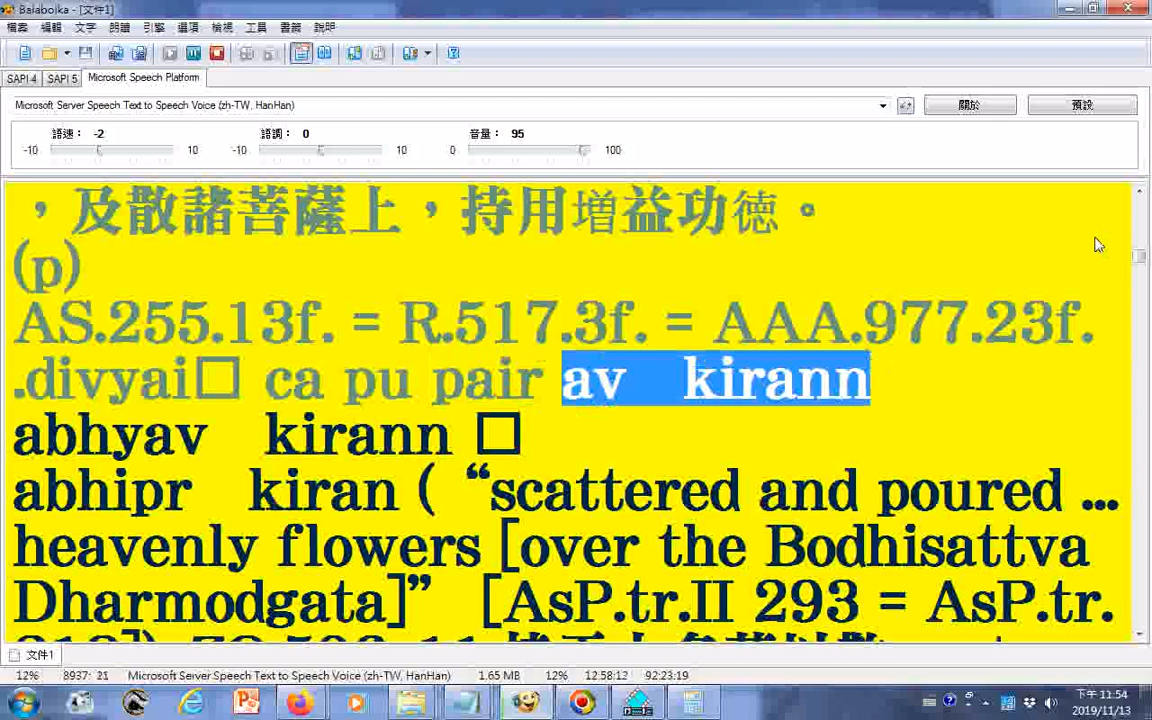 Balabolka - [文件1]
檔案 編輯 文字 朗讀 引擎 選項 檢視 工具 書籤 說明
SAPI 4 SAPI 5 Microsoft Speech Platform
Microsoft Server Speech Text to Speech Voice (zh-TW, HanHan) 關於 預設
語速： -2 語調： 0 音量： 95
-10 10 -10 10 0 100
，及散諸菩薩上，持用增益功徳。
(p)
AS.255.13f. = R.517.3f. = AAA.977.23f.
.divyai□ ca pu pair av kirann
abhyav kirann □
abhipr kiran ( “scattered and poured ...
heavenly flowers [over the Bodhisattva
Dharmodgata]” [AsP.tr.II 293 = AsP.tr.
文件1
12% 8937: 21 Microsoft Server Speech Text to Speech Voice (zh-TW, HanHan) 1.65 MB 12% 12:58:12 92:23:19
下午 11:54
2019/11/13